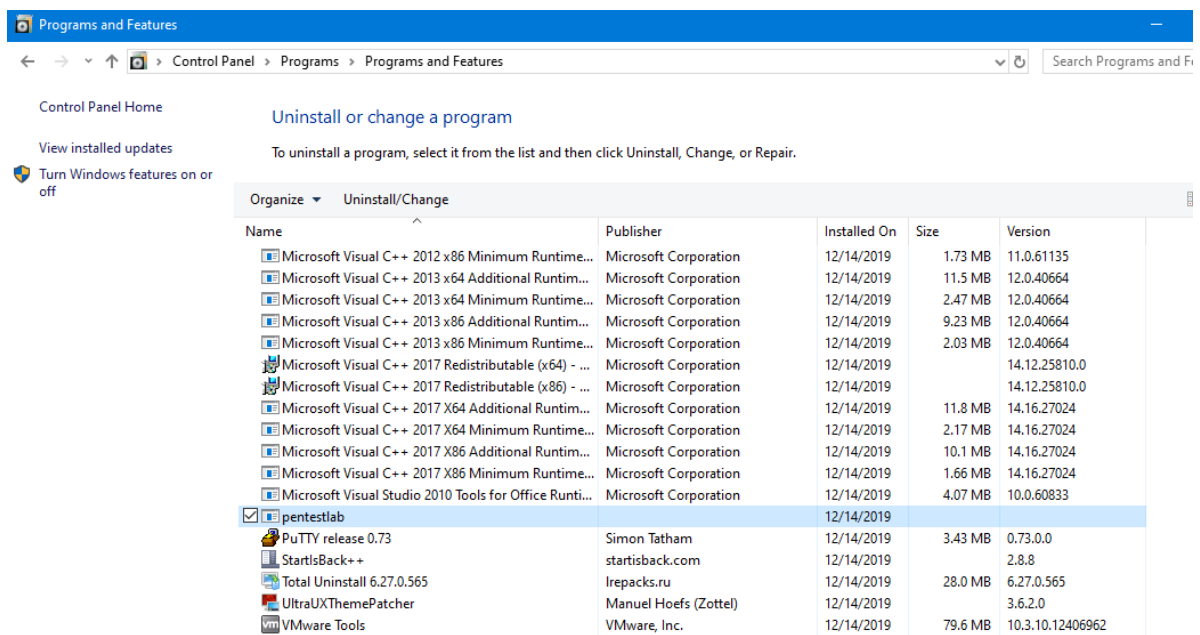 Programs and Features
Control Panel > Programs > Programs and Features
Search Programs and Fe
Control Panel Home
View installed updates
Turn Windows features on or
off
Uninstall or change a program
To uninstall a program, select it from the list and then click Uninstall, Change, or Repair.
Organize Uninstall/Change
Name Publisher Installed On Size Version
Microsoft Visual C++ 2012 x86 Minimum Runtime... Microsoft Corporation 12/14/2019 1.73 MB 11.0.61135
Microsoft Visual C++ 2013 x64 Additional Runtim... Microsoft Corporation 12/14/2019 11.5 MB 12.0.40664
Microsoft Visual C++ 2013 x64 Minimum Runtime... Microsoft Corporation 12/14/2019 2.47 MB 12.0.40664
Microsoft Visual C++ 2013 x86 Additional Runtim... Microsoft Corporation 12/14/2019 9.23 MB 12.0.40664
Microsoft Visual C++ 2013 x86 Minimum Runtime... Microsoft Corporation 12/14/2019 2.03 MB 12.0.40664
Microsoft Visual C++ 2017 Redistributable (x64) - ... Microsoft Corporation 12/14/2019 14.12.25810.0
Microsoft Visual C++ 2017 Redistributable (x86) - ... Microsoft Corporation 12/14/2019 14.12.25810.0
Microsoft Visual C++ 2017 X64 Additional Runtim... Microsoft Corporation 12/14/2019 11.8 MB 14.16.27024
Microsoft Visual C++ 2017 X64 Minimum Runtime... Microsoft Corporation 12/14/2019 2.17 MB 14.16.27024
Microsoft Visual C++ 2017 X86 Additional Runtim... Microsoft Corporation 12/14/2019 10.1 MB 14.16.27024
Microsoft Visual C++ 2017 X86 Minimum Runtime... Microsoft Corporation 12/14/2019 1.66 MB 14.16.27024
Microsoft Visual Studio 2010 Tools for Office Runti... Microsoft Corporation 12/14/2019 4.07 MB 10.0.60833
pentestlab 12/14/2019
PuTTY release 0.73 Simon Tatham 12/14/2019 3.43 MB 0.73.0.0
StartIsBack++ startisback.com 12/14/2019 2.8.8
Total Uninstall 6.27.0.565 lrepacks.ru 12/14/2019 28.0 MB 6.27.0.565
UltraUXThemePatcher Manuel Hoefs (Zottel) 12/14/2019 3.6.2.0
vm VMware Tools VMware, Inc. 12/14/2019 79.6 MB 10.3.10.12406962